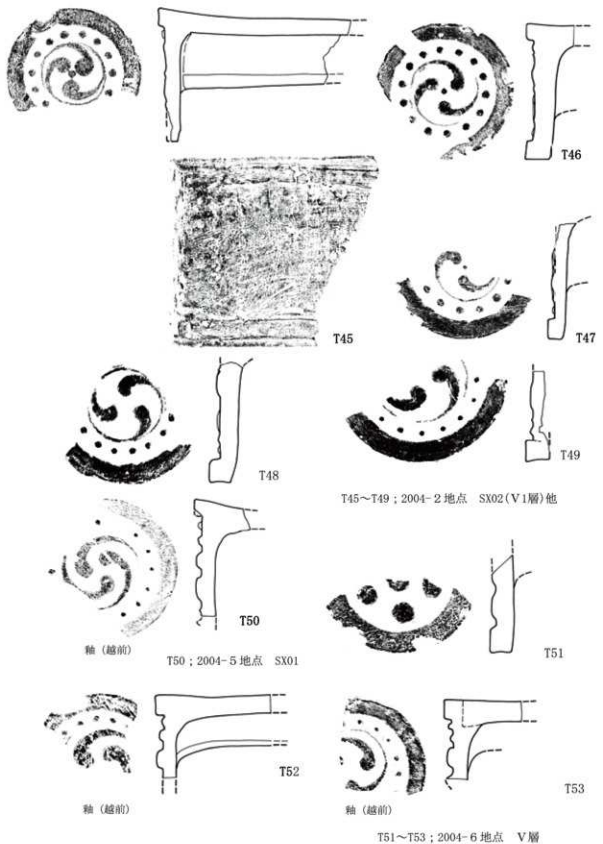 T46
T45
T47
T48
T49
T45～T49；2004-2地点　SX02(Ⅴ1層)他
T50
釉（越前）
T50；2004-5地点　SX01
T51
T52
釉（越前）
T53
釉（越前）
T51～T53；2004-6地点　Ⅴ層